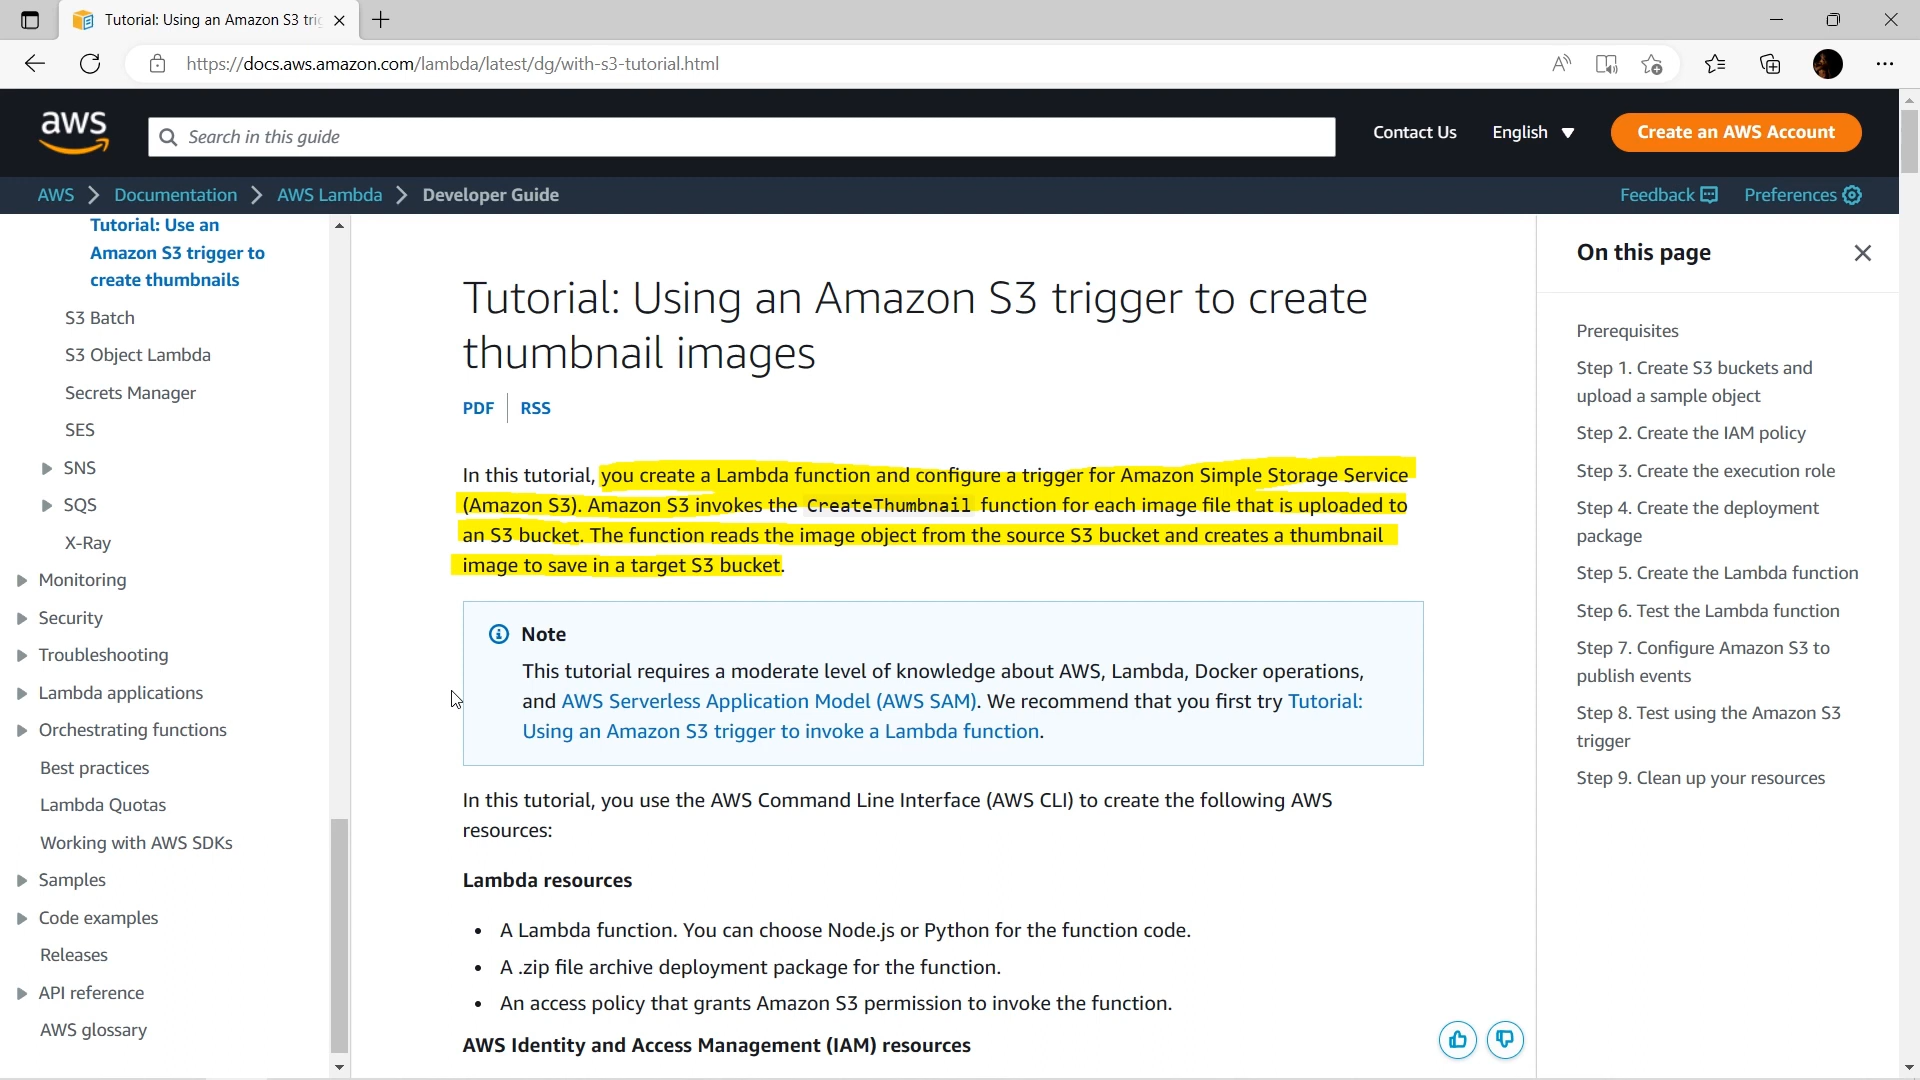 Tutorial: Using an Amazon S3 tri
https://docs.aws.amazon.com/lambda/latest/dg/with-s3-tutorial.html
aws
Search in this guide
Contact Us
English
Create an AWS Account
AWS > Documentation > AWS Lambda > Developer Guide
Feedback
Preferences
Tutorial: Use an
Amazon S3 trigger to
create thumbnails
S3 Batch
S3 Object Lambda
Secrets Manager
SES
SNS
SQS
X-Ray
Monitoring
Security
Troubleshooting
Lambda applications
Orchestrating functions
Best practices
Lambda Quotas
Working with AWS SDKs
Samples
Code examples
Releases
API reference
AWS glossary
Tutorial: Using an Amazon S3 trigger to create
thumbnail images
PDF | RSS
In this tutorial, you create a Lambda function and configure a trigger for Amazon Simple Storage Service
(Amazon S3). Amazon S3 invokes the CreateThumbnail function for each image file that is uploaded to
an S3 bucket. The function reads the image object from the source S3 bucket and creates a thumbnail
image to save in a target S3 bucket.
Note
This tutorial requires a moderate level of knowledge about AWS, Lambda, Docker operations,
and AWS Serverless Application Model (AWS SAM). We recommend that you first try Tutorial:
Using an Amazon S3 trigger to invoke a Lambda function.
In this tutorial, you use the AWS Command Line Interface (AWS CLI) to create the following AWS
resources:
Lambda resources
• A Lambda function. You can choose Node.js or Python for the function code.
• A .zip file archive deployment package for the function.
• An access policy that grants Amazon S3 permission to invoke the function.
AWS Identity and Access Management (IAM) resources
On this page
Prerequisites
Step 1. Create S3 buckets and
upload a sample object
Step 2. Create the IAM policy
Step 3. Create the execution role
Step 4. Create the deployment
package
Step 5. Create the Lambda function
Step 6. Test the Lambda function
Step 7. Configure Amazon S3 to
publish events
Step 8. Test using the Amazon S3
trigger
Step 9. Clean up your resources